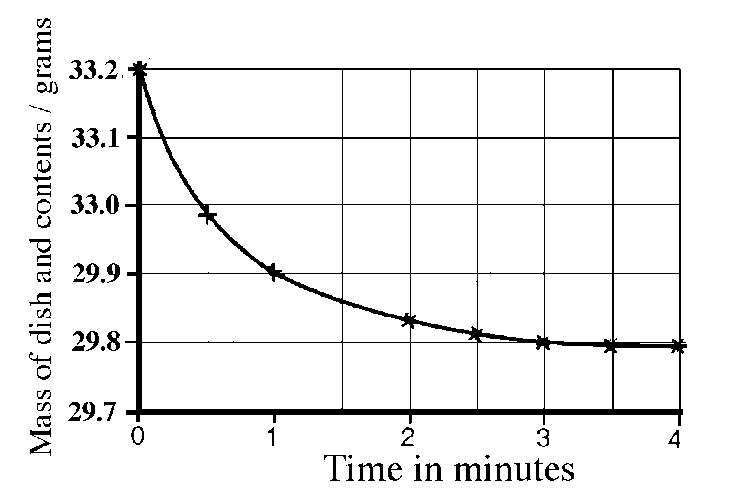 Mass of dish and contents / grams
33.2
33.1
33.0
29.9
29.8
29.7
0 1 2 3 4
Time in minutes